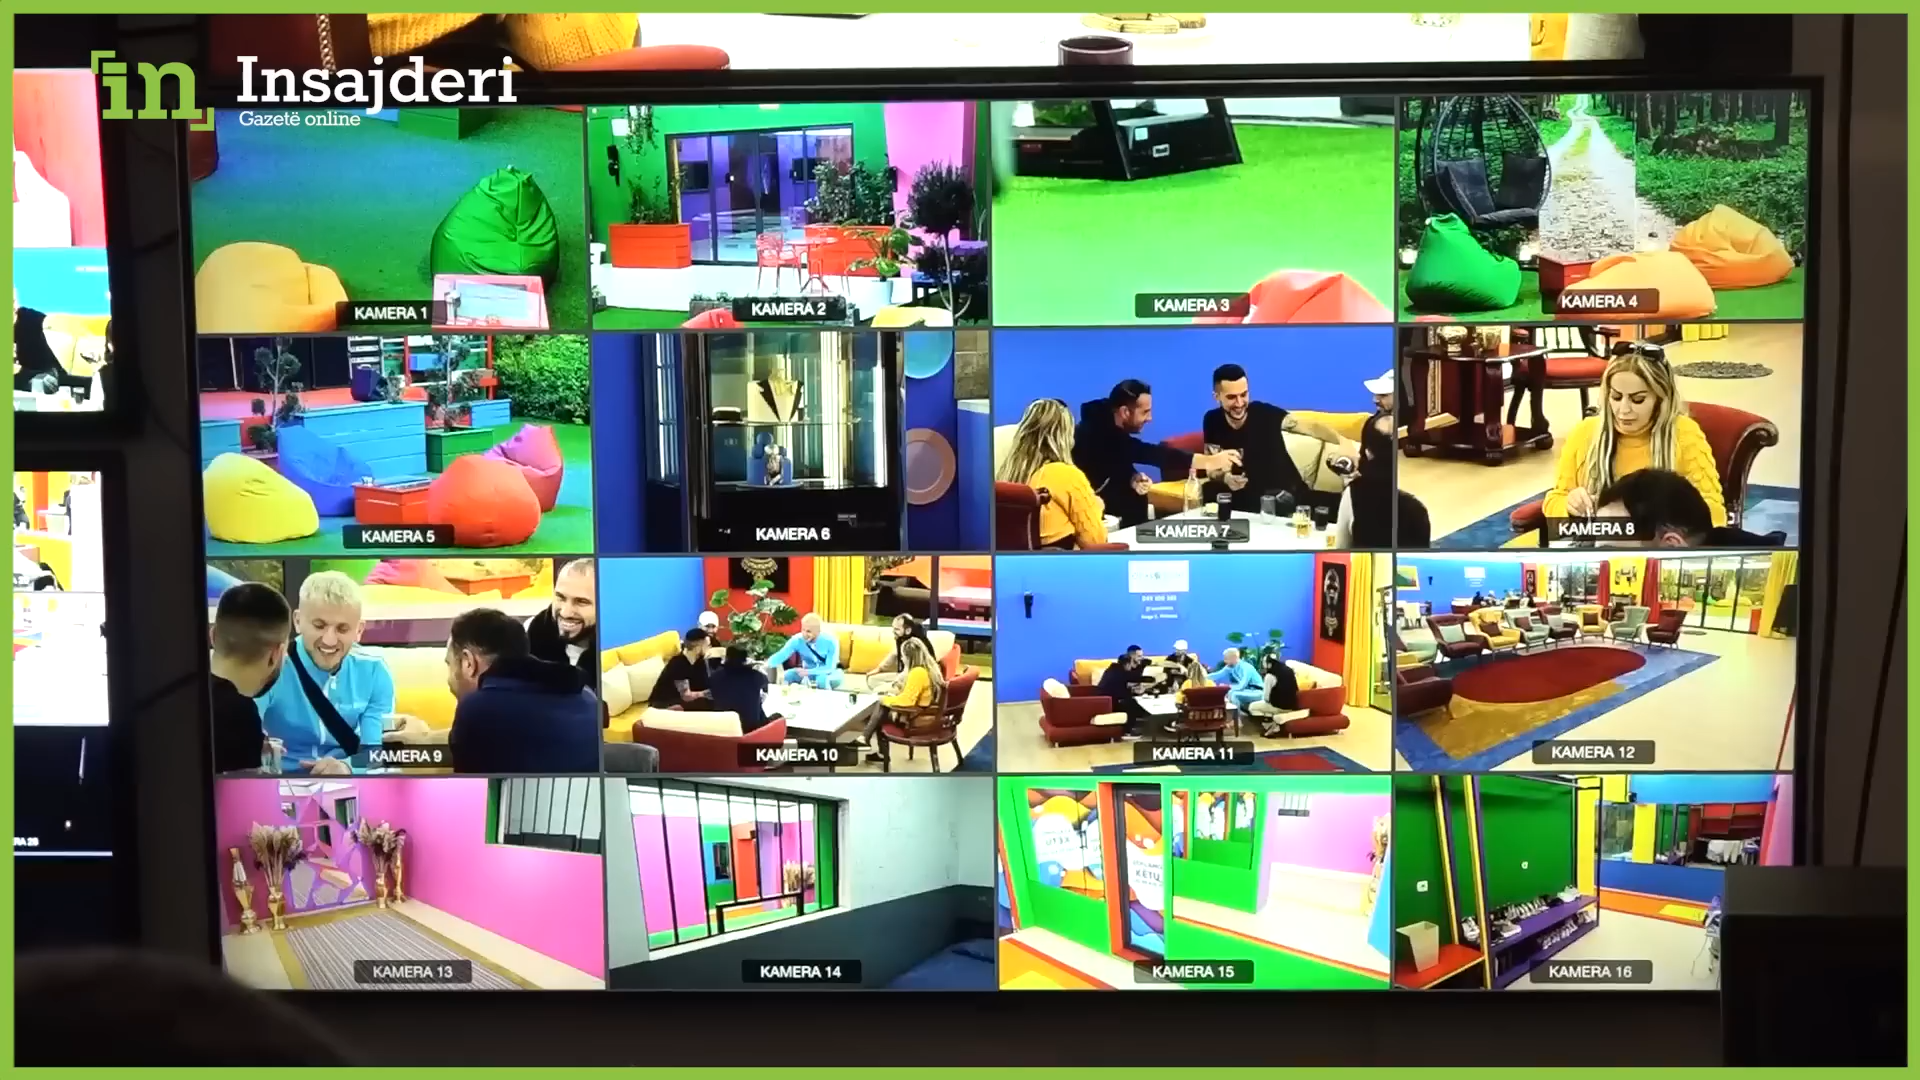 in Insajderi
Gazetë online
KAMERA 1
KAMERA 2
KAMERA 3
KAMERA 4
KAMERA 5
KAMERA 6
KAMERA 7
KAMERA 8
KAMERA 9
KAMERA 10
KAMERA 11
KAMERA 12
KAMERA 13
KAMERA 14
KAMERA 15
KAMERA 16